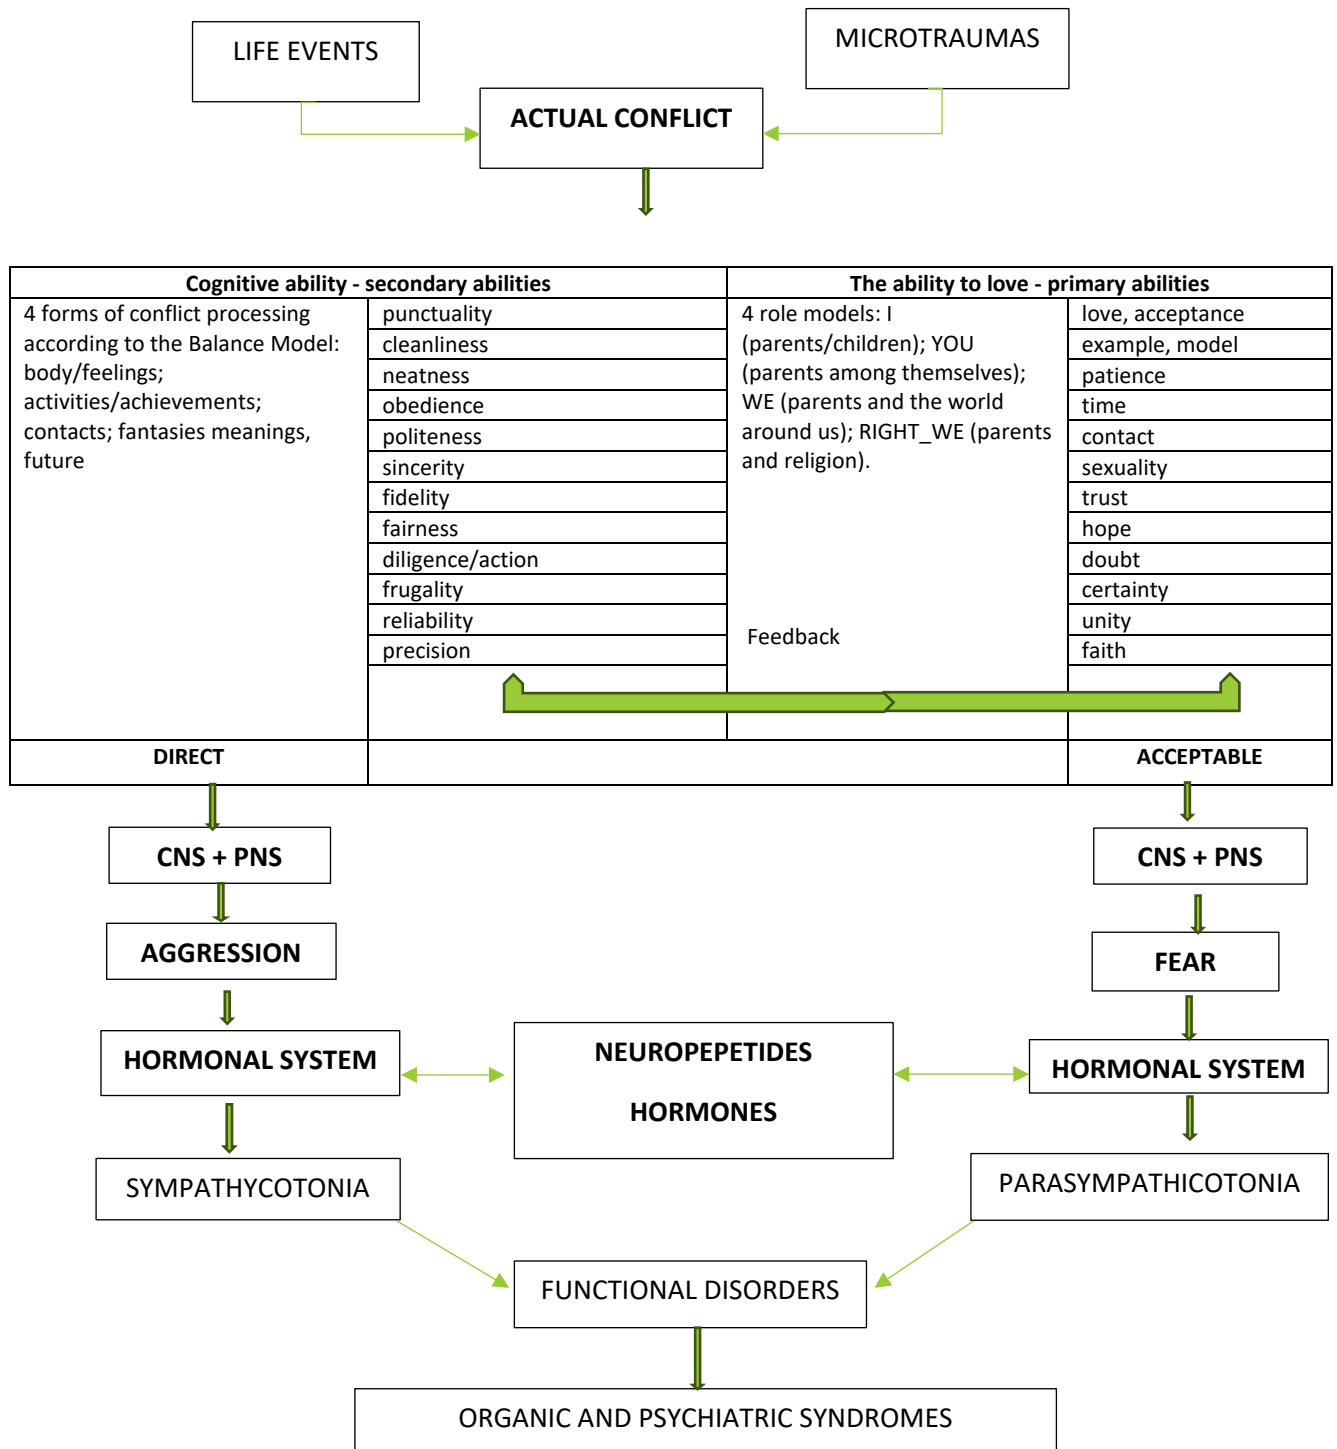 LIFE EVENTS
MICROTRAUMAS
ACTUAL CONFLICT
Cognitive ability - secondary abilities
The ability to love - primary abilities
4 forms of conflict processing
according to the Balance Model:
body/feelings;
activities/achievements;
contacts; fantasies meanings,
future
punctuality
cleanliness
neatness
obedience
politeness
sincerity
fidelity
fairness
diligence/action
frugality
reliability
precision
4 role models: I
(parents/children); YOU
(parents among themselves);
WE (parents and the world
around us); RIGHT_WE (parents
and religion).
Feedback
love, acceptance
example, model
patience
time
contact
sexuality
trust
hope
doubt
certainty
unity
faith
DIRECT
ACCEPTABLE
CNS + PNS
CNS + PNS
AGGRESSION
FEAR
HORMONAL SYSTEM
NEUROPEPETIDES
HORMONES
HORMONAL SYSTEM
SYMPATHYCOTONIA
PARASYMPATHICOTONIA
FUNCTIONAL DISORDERS
ORGANIC AND PSYCHIATRIC SYNDROMES